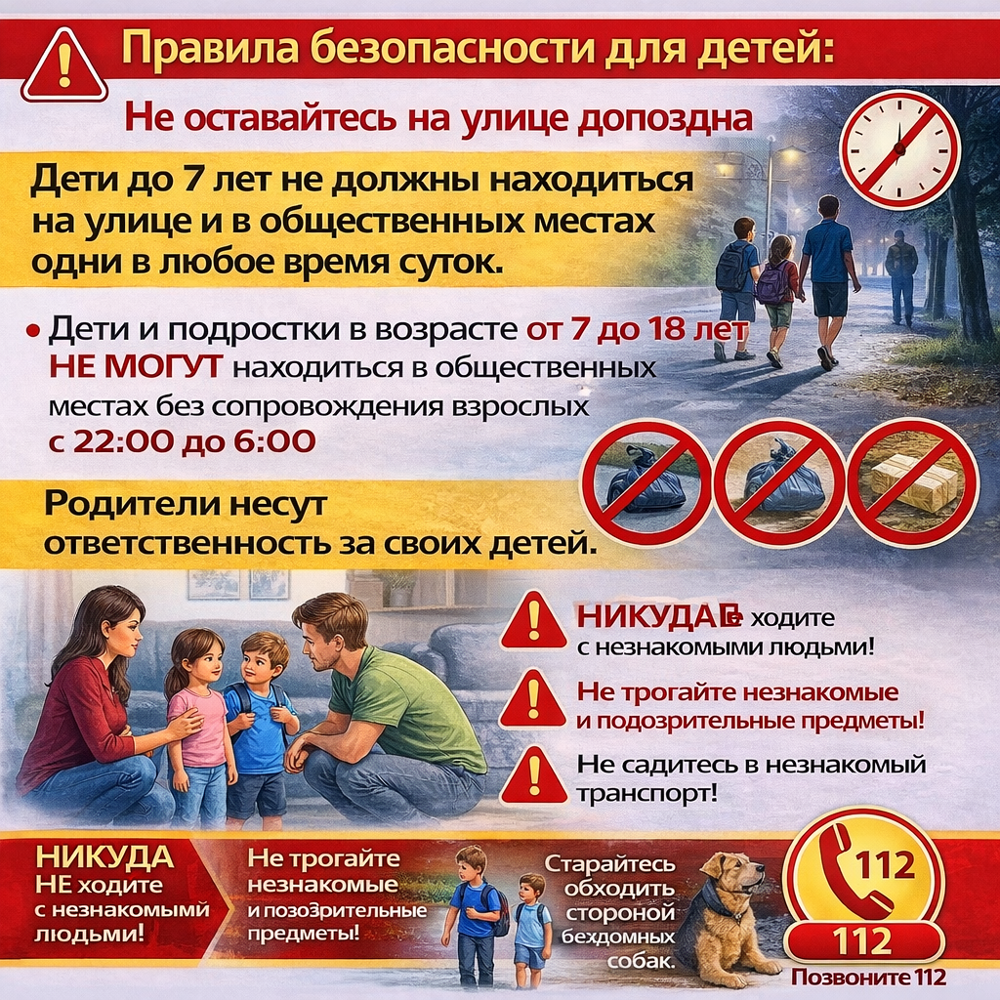 Правила безопасности для детей:
Не оставайтесь на улице допоздна
Дети до 7 лет не должны находиться
на улице и в общественных местах
одни в любое время суток.
• Дети и подростки в возрасте от 7 до 18 лет
НЕ МОГУТ находиться в общественных
местах без сопровождения взрослых
с 22:00 до 6:00
Родители несут
ответственность за своих детей.
ходите
с незнакомыми людьми!
Не трогайте незнакомые
и подозрительные предметы!
Не садитесь в незнакомый
транспорт!
НИКУДА
НЕ ходите
с незнакомымй
людьми!
Не трогайте
незнакомые
и позоЗрительные
предметы!
Старайтесь
обходить
стороной
бездомных
собак.
112
112
Позвоните 112